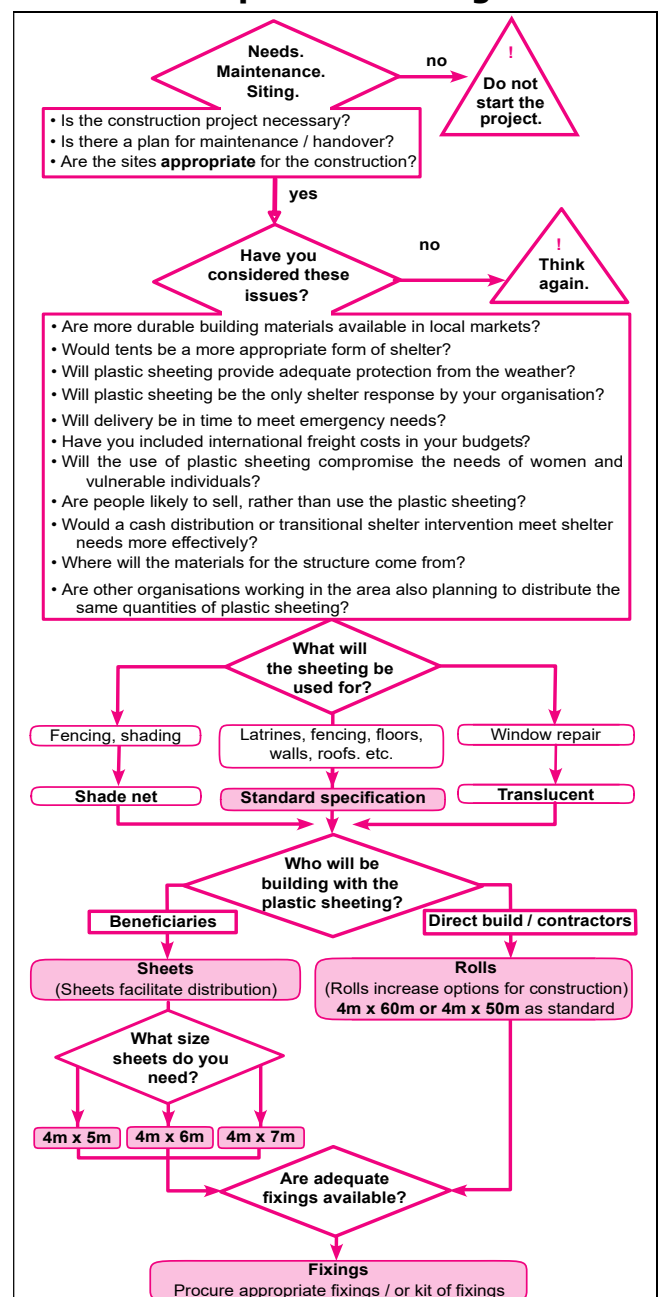 Needs.
Maintenance.
Siting.
no
!
Do not
start the
project.
• Is the construction project necessary?
• Is there a plan for maintenance / handover?
• Are the sites appropriate for the construction?
yes
Have you
considered these
issues?
no
!
Think
again.
• Are more durable building materials available in local markets?
• Would tents be a more appropriate form of shelter?
• Will plastic sheeting provide adequate protection from the weather?
• Will plastic sheeting be the only shelter response by your organisation?
• Will delivery be in time to meet emergency needs?
• Have you included international freight costs in your budgets?
• Will the use of plastic sheeting compromise the needs of women and
vulnerable individuals?
• Are people likely to sell, rather than use the plastic sheeting?
• Would a cash distribution or transitional shelter intervention meet shelter
needs more effectively?
• Where will the materials for the structure come from?
• Are other organisations working in the area also planning to distribute the
same quantities of plastic sheeting?
What will
the sheeting be
used for?
Fencing, shading
Latrines, fencing, floors,
walls, roofs. etc.
Window repair
Shade net
Standard specification
Translucent
Who will be
building with the
plastic sheeting?
Beneficiaries
Direct build / contractors
Sheets
(Sheets facilitate distribution)
Rolls
(Rolls increase options for construction)
4m x 60m or 4m x 50m as standard
What size
sheets do you
need?
4m x 5m
4m x 6m
4m x 7m
Are adequate
fixings available?
Fixings
Procure appropriate fixings / or kit of fixings